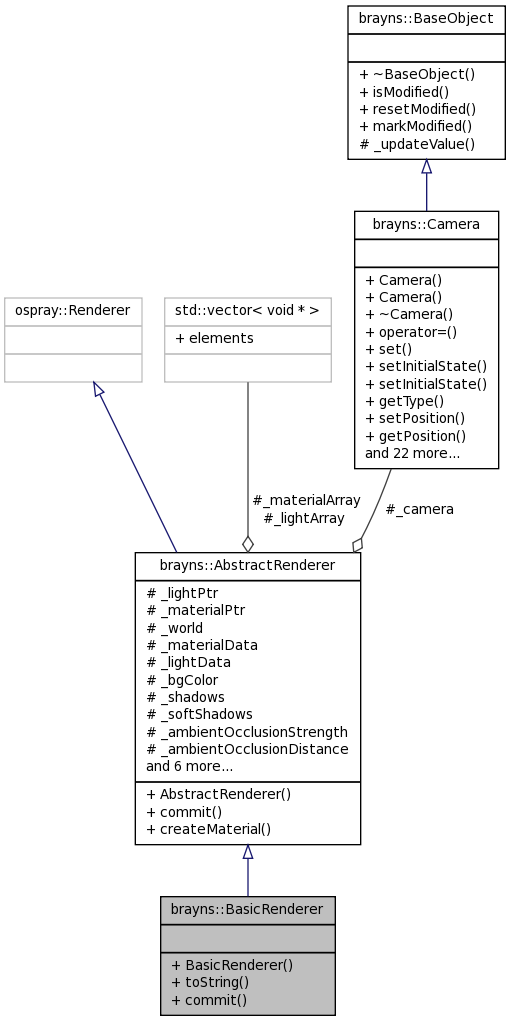 brayns::BaseObject
+ ~BaseObject()
+ isModified()
+ resetModified()
+ markModified()
# _updateValue()
brayns::Camera
+ Camera()
+ Camera()
+ ~Camera()
+ operator=()
+ set()
+ setInitialState()
+ setInitialState()
+ getType()
+ setPosition()
+ getPosition()
and 22 more...
ospray::Renderer
std::vector< void * >
+ elements
#_materialArray
#_lightArray
#_camera
brayns::AbstractRenderer
# _lightPtr
# _materialPtr
# _world
# _materialData
# _lightData
# _bgColor
# _shadows
# _softShadows
# _ambientOcclusionStrength
# _ambientOcclusionDistance
and 6 more...
+ AbstractRenderer()
+ commit()
+ createMaterial()
brayns::BasicRenderer
+ BasicRenderer()
+ toString()
+ commit()